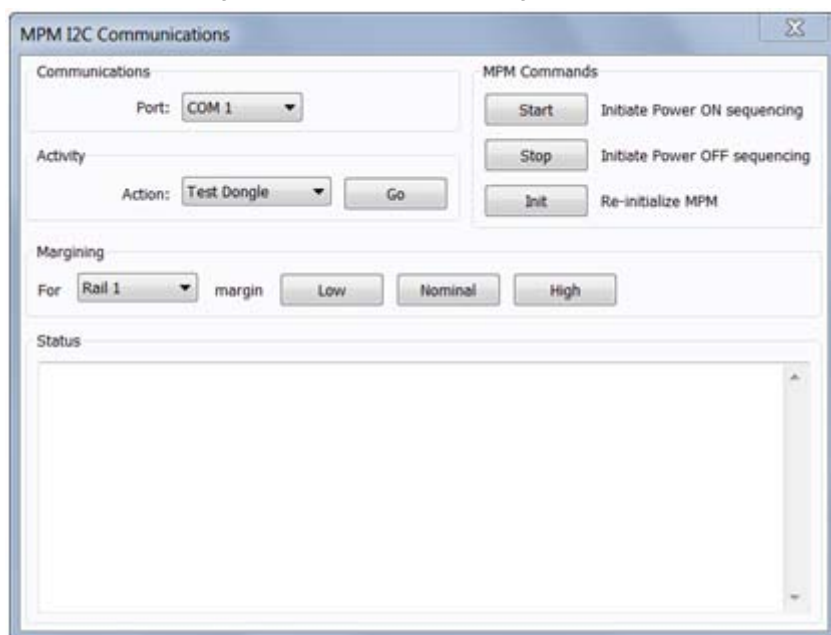 MPM I2C Communications
Communications
Port: COM 1
Activity
Action: Test Dongle Go
MPM Commands
Start Initiate Power ON sequencing
Stop Initiate Power OFF sequencing
Init Re-initialize MPM
Margining
For Rail 1 margin Low Nominal High
Status